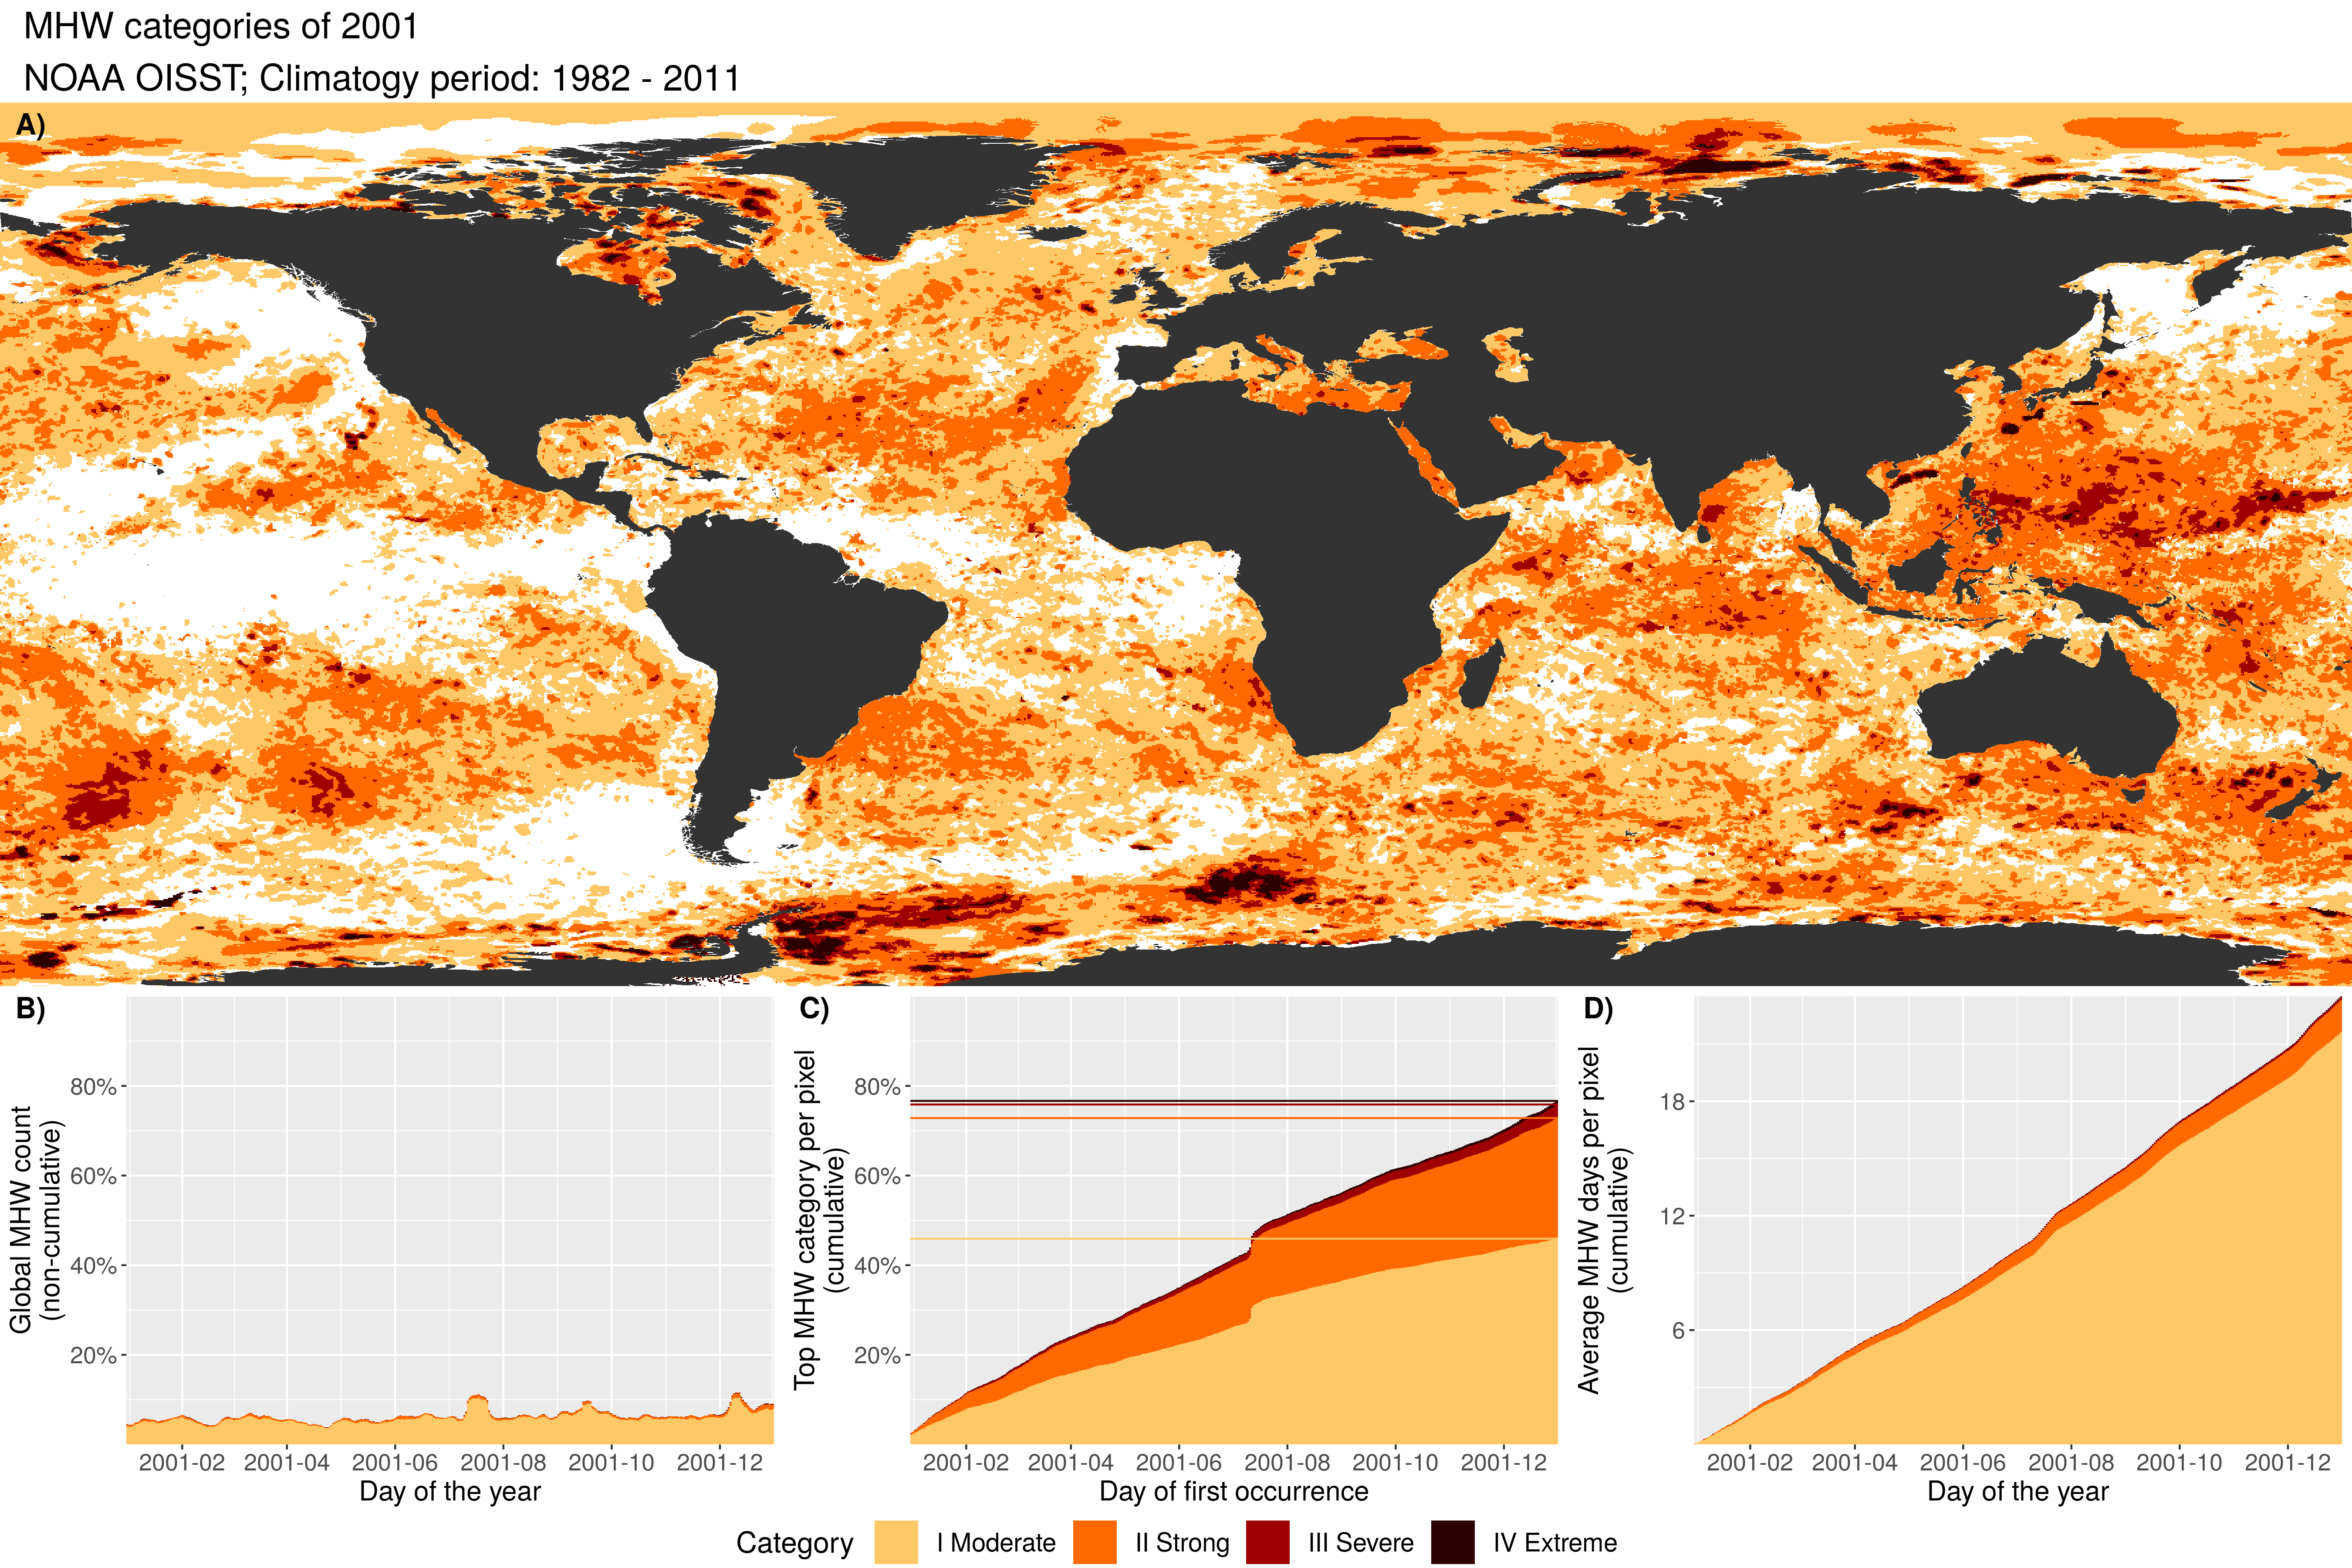 MHW categories of 2001
NOAA OISST; Climatogy period: 1982 - 2011
A)
B)
Global MHW count
(non-cumulative)
80%
60%
40%
20%
2001-02 2001-04 2001-06 2001-08 2001-10 2001-12
Day of the year
C)
Top MHW category per pixel
(cumulative)
80%
60%
40%
20%
2001-02 2001-04 2001-06 2001-08 2001-10 2001-12
Day of first occurrence
D)
Average MHW days per pixel
(cumulative)
18
12
6
2001-02 2001-04 2001-06 2001-08 2001-10 2001-12
Day of the year
Category I Moderate II Strong III Severe IV Extreme